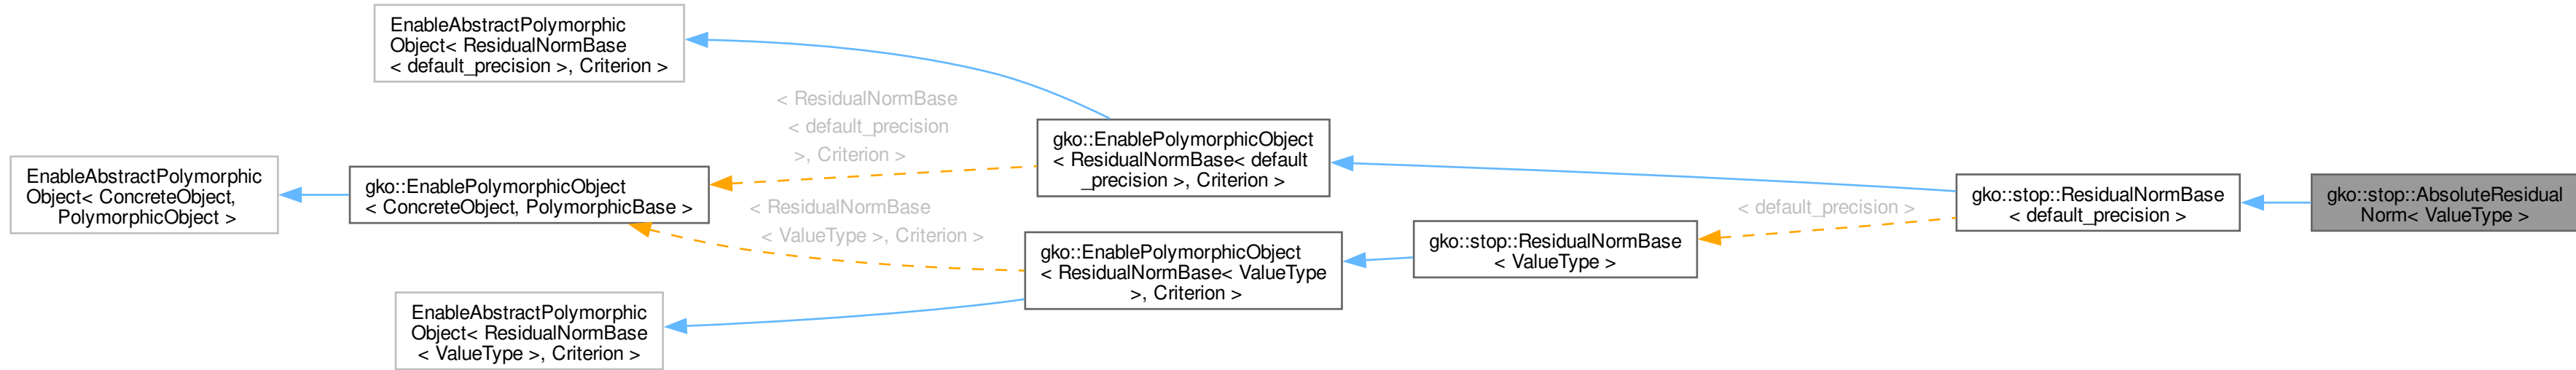 EnableAbstractPolymorphic
Object< ResidualNormBase
< default_precision >, Criterion >
< ResidualNormBase
< default_precision
>, Criterion >
gko::EnablePolymorphicObject
< ResidualNormBase< default
_precision >, Criterion >
EnableAbstractPolymorphic
Object< ConcreteObject,
PolymorphicObject >
gko::EnablePolymorphicObject
< ConcreteObject, PolymorphicBase >
< ResidualNormBase
< ValueType >, Criterion >
gko::EnablePolymorphicObject
< ResidualNormBase< ValueType
>, Criterion >
gko::stop::ResidualNormBase
< ValueType >
< default_precision >
gko::stop::ResidualNormBase
< default_precision >
gko::stop::AbsoluteResidual
Norm< ValueType >
EnableAbstractPolymorphic
Object< ResidualNormBase
< ValueType >, Criterion >